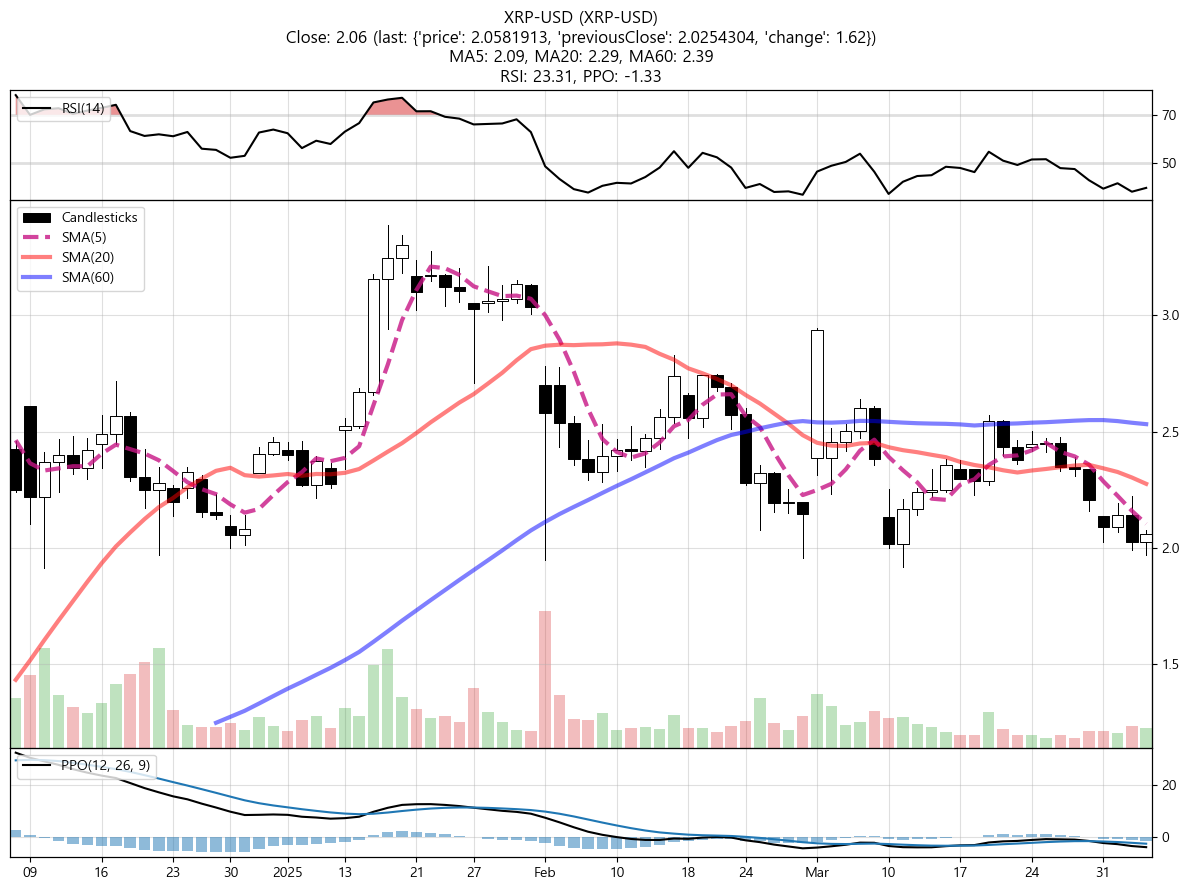 XRP-USD (XRP-USD)
Close: 2.06 (last: {'price': 2.0581913, 'previousClose': 2.0254304, 'change': 1.62})
MA5: 2.09, MA20: 2.29, MA60: 2.39
RSI: 23.31, PPO: -1.33
RSI(14)
70
50
Candlesticks
SMA(5)
SMA(20)
SMA(60)
3.0
2.5
2.0
1.5
PPO(12, 26, 9)
20
0
09 16 23 30 2025 13 21 27 Feb 10 18 24 Mar 10 17 24 31